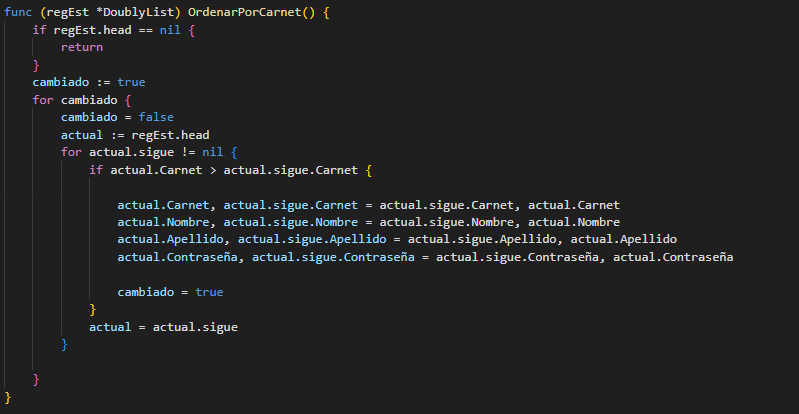 func (regEst *DoublyList) OrdenarPorCarnet() {
    if regEst.head == nil {
        return
    }
    cambiado := true
    for cambiado {
        cambiado = false
        actual := regEst.head
        for actual.sigue != nil {
            if actual.Carnet > actual.sigue.Carnet {
                actual.Carnet, actual.sigue.Carnet = actual.sigue.Carnet, actual.Carnet
                actual.Nombre, actual.sigue.Nombre = actual.sigue.Nombre, actual.Nombre
                actual.Apellido, actual.sigue.Apellido = actual.sigue.Apellido, actual.Apellido
                actual.Contraseña, actual.sigue.Contraseña = actual.sigue.Contraseña, actual.Contraseña
                cambiado = true
            }
            actual = actual.sigue
        }
    }
}